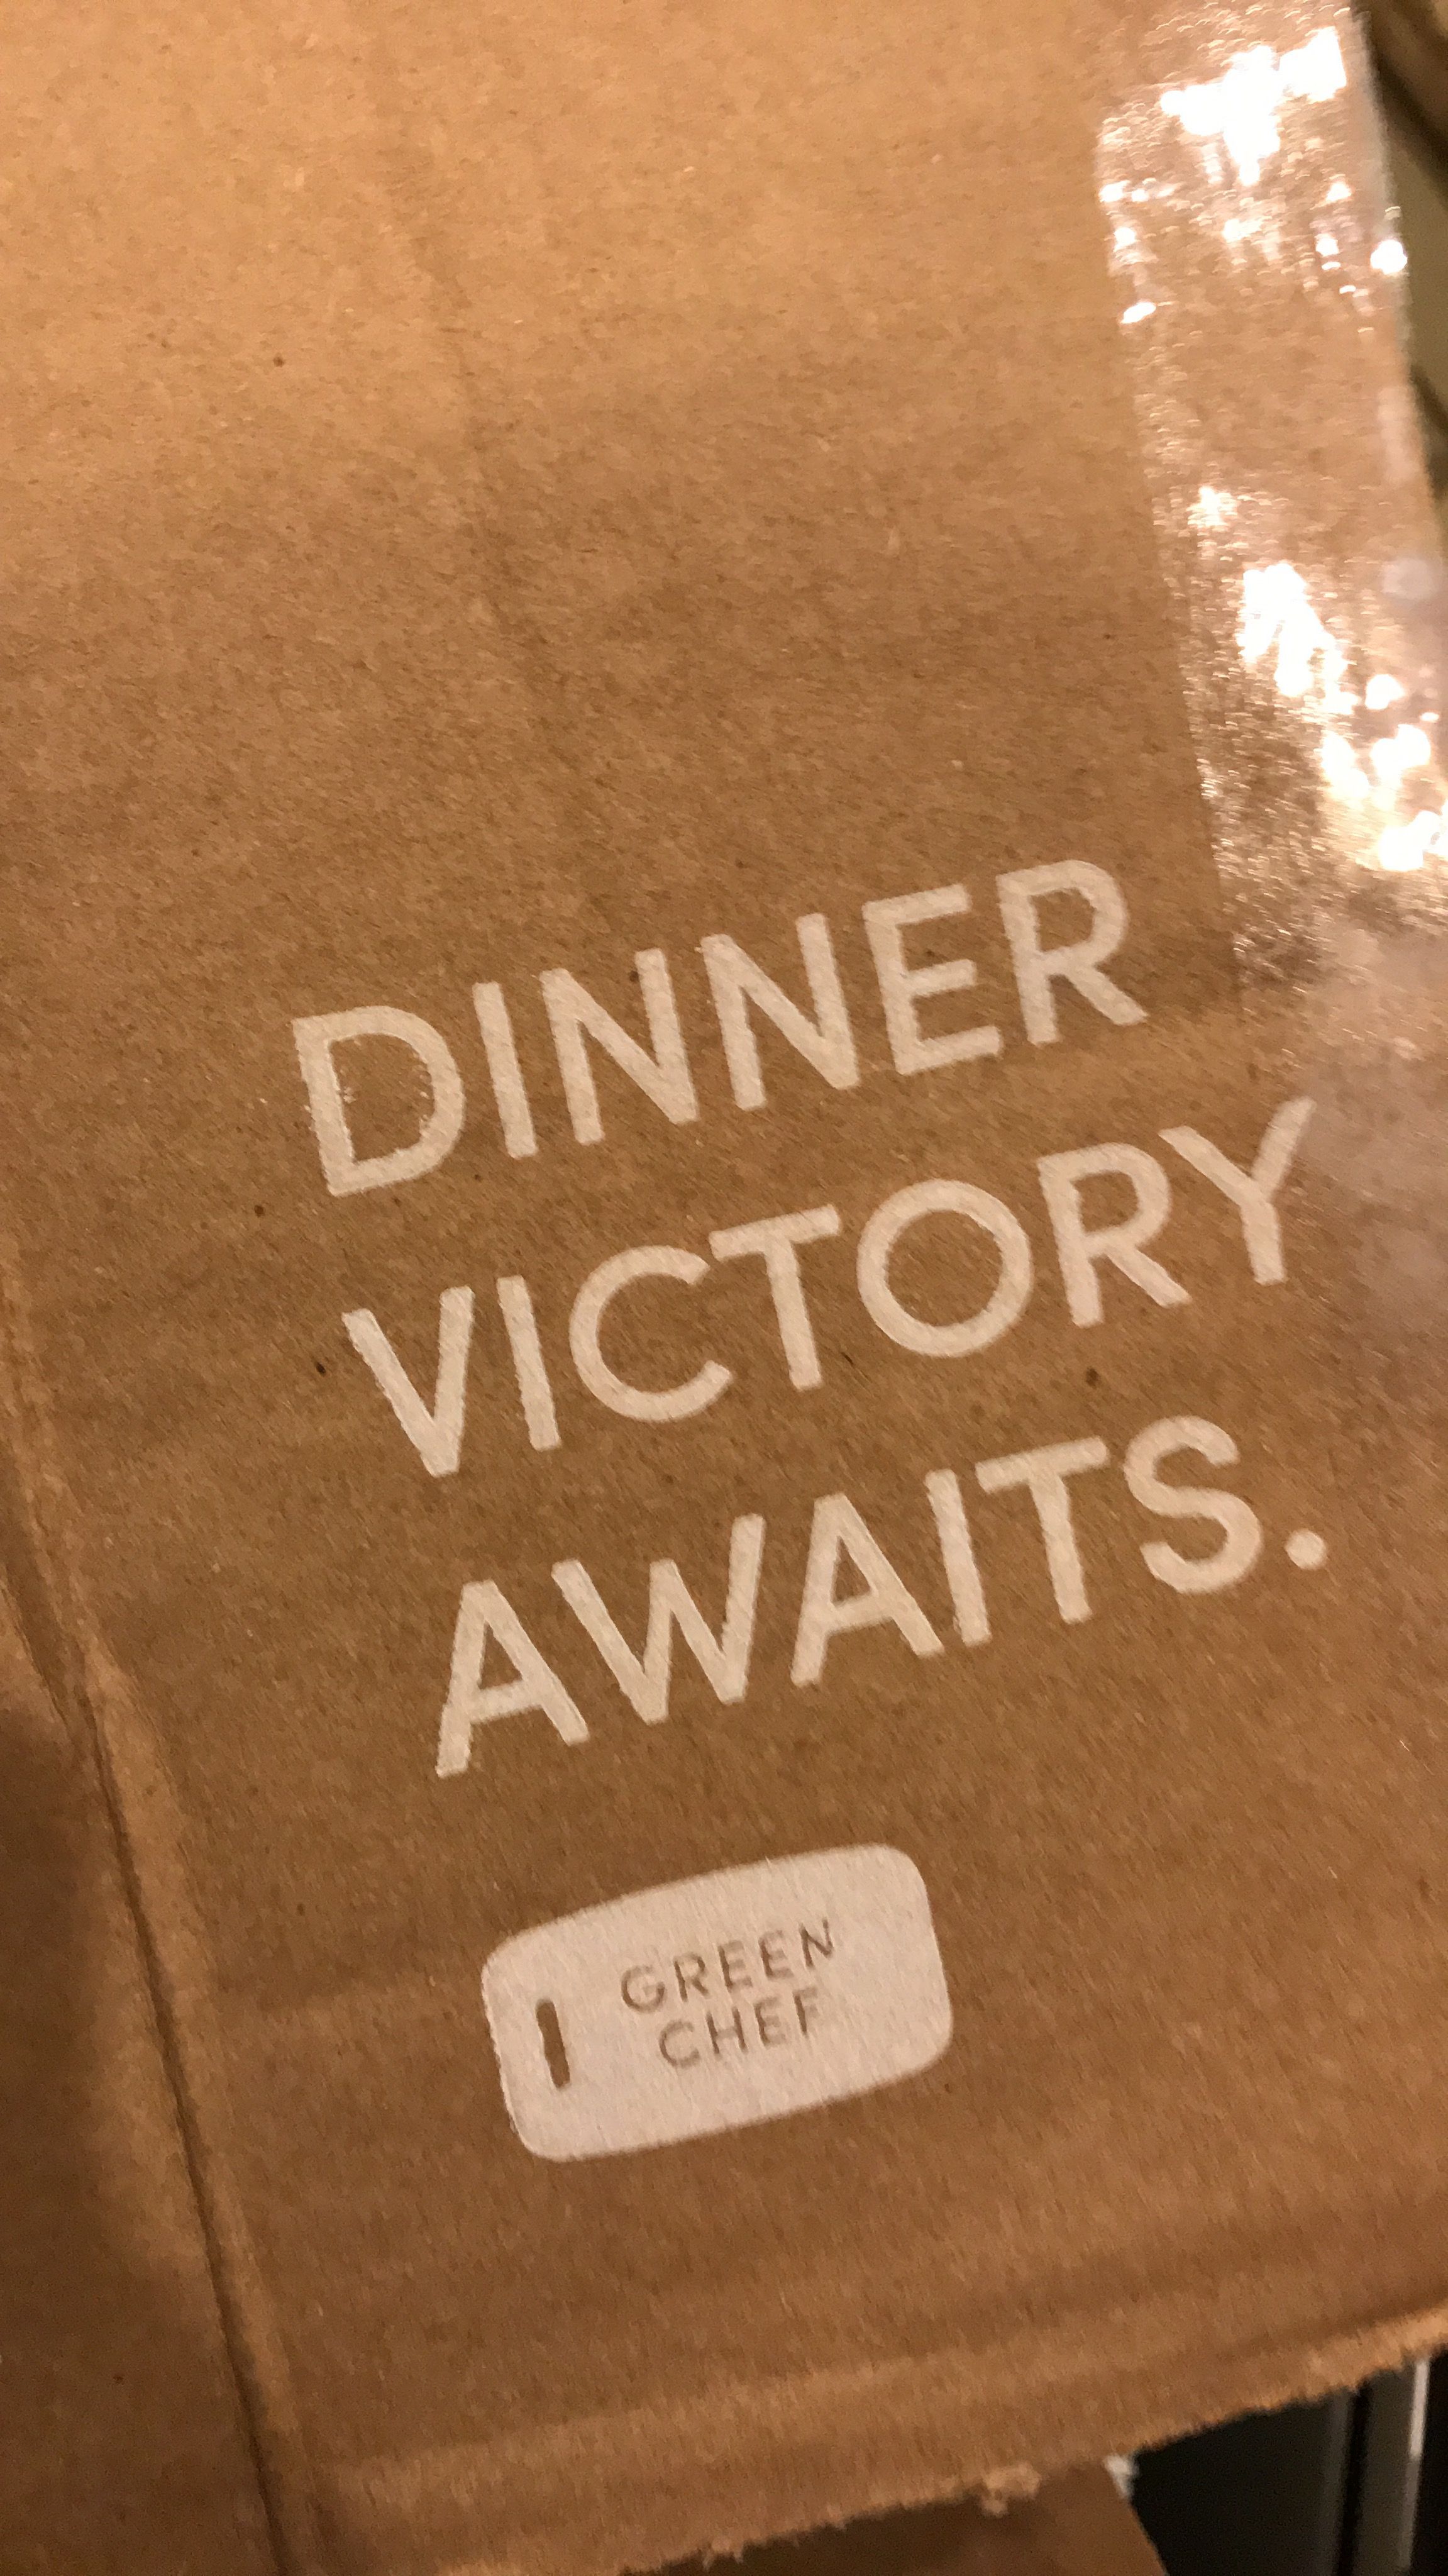 DINNER
VICTORY
AWAITS.
GREEN
CHEF